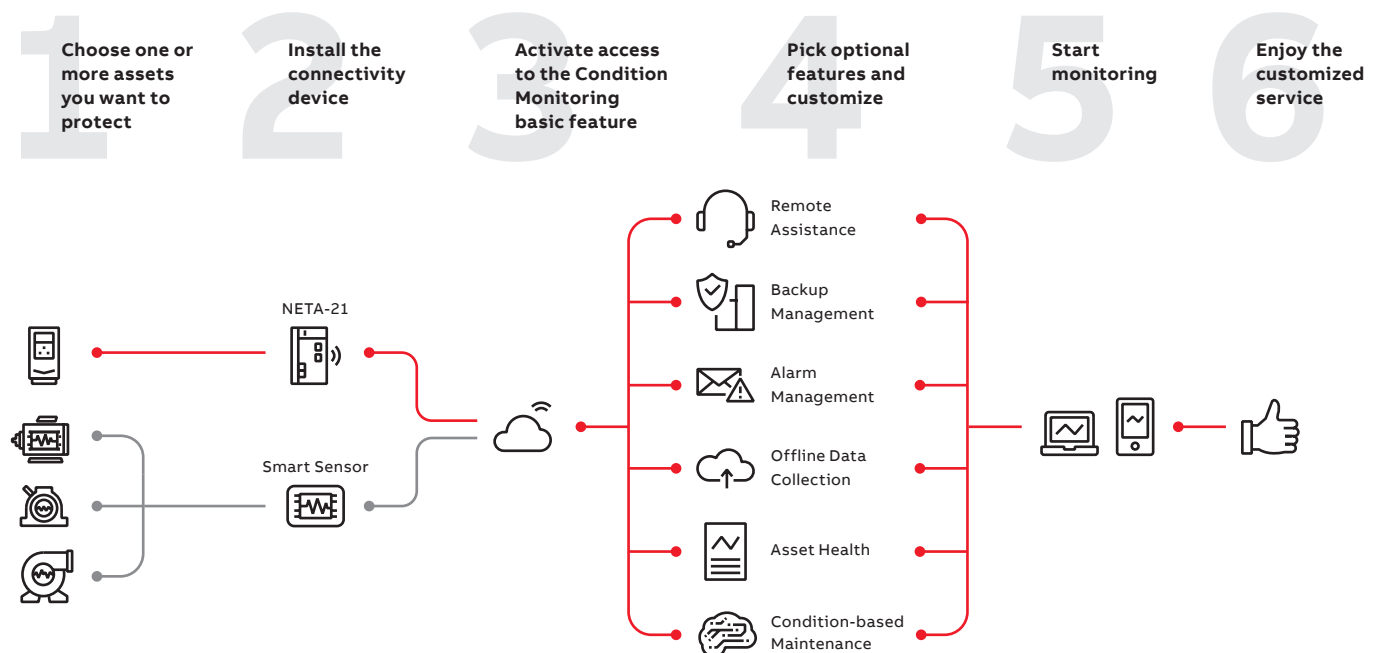 1
Choose one or
more assets
you want to
protect
2
Install the
connectivity
device
3
Activate access
to the Condition
Monitoring
basic feature
4
Pick optional
features and
customize
5
Start
monitoring
6
Enjoy the
customized
service
NETA-21
Smart Sensor
Remote
Assistance
Backup
Management
Alarm
Management
Offline Data
Collection
Asset Health
Condition-based
Maintenance